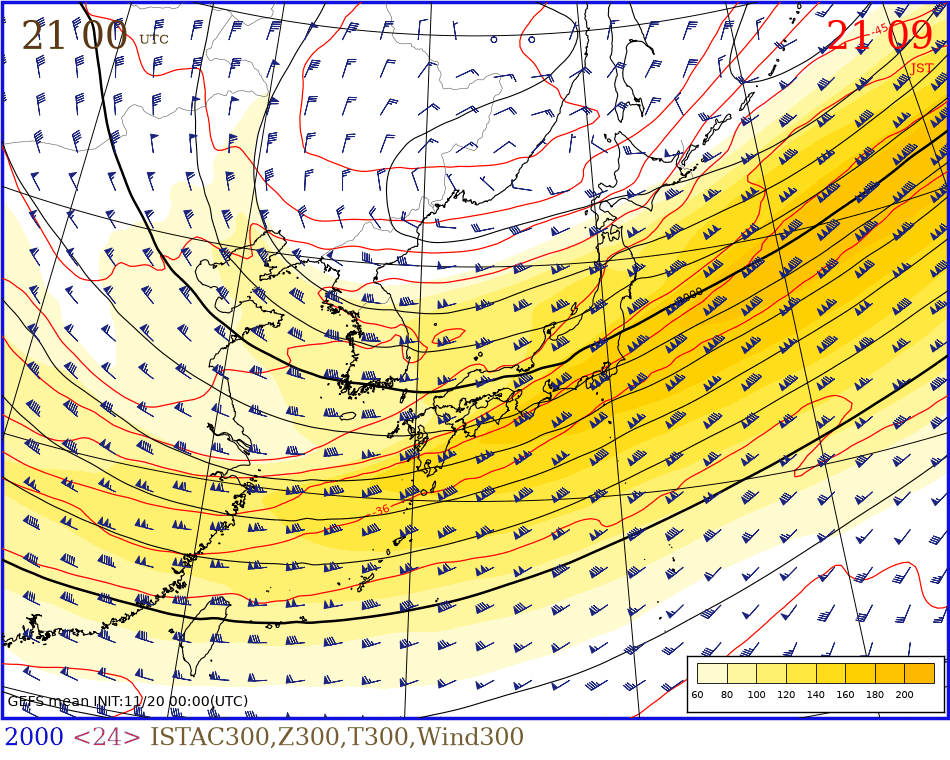 21 00 UTC
21 09
JST
-45
9000
-36
60 80 100 120 140 160 180 200
GEFS mean INIT:11/20 00:00(UTC)
2000 <24> ISTAC300,Z300,T300,Wind300